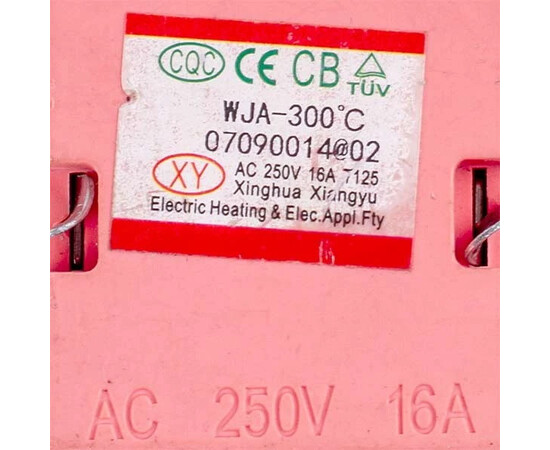 CQC CE CB TÜV
WJA-300℃
07090014@02
XY AC 250V 16A 7125
Xinghua Xiangyu
Electric Heating & Elec.Appl.Fty
AC 250V 16A